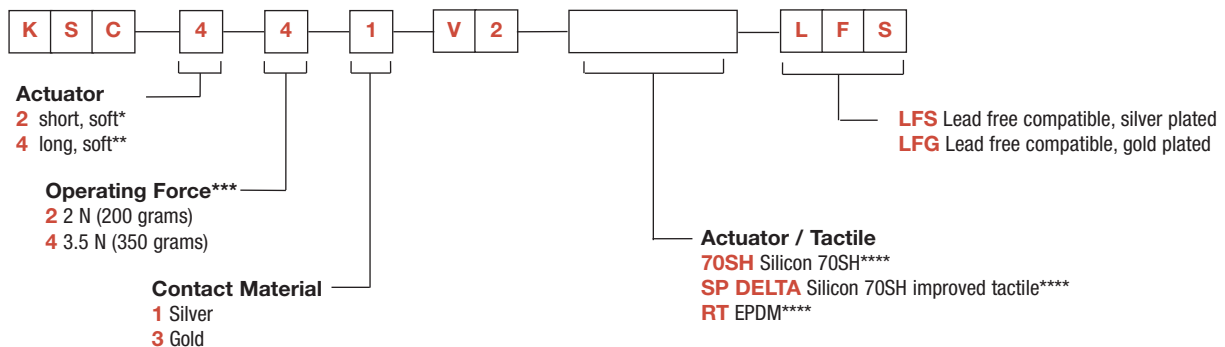 K S C 4 4 1 V 2 L F S
Actuator
2 short, soft*
4 long, soft**
LFS Lead free compatible, silver plated
LFG Lead free compatible, gold plated
Operating Force***
2 2 N (200 grams)
4 3.5 N (350 grams)
Actuator / Tactile
70SH Silicon 70SH****
SP DELTA Silicon 70SH improved tactile****
RT EPDM****
Contact Material
1 Silver
3 Gold